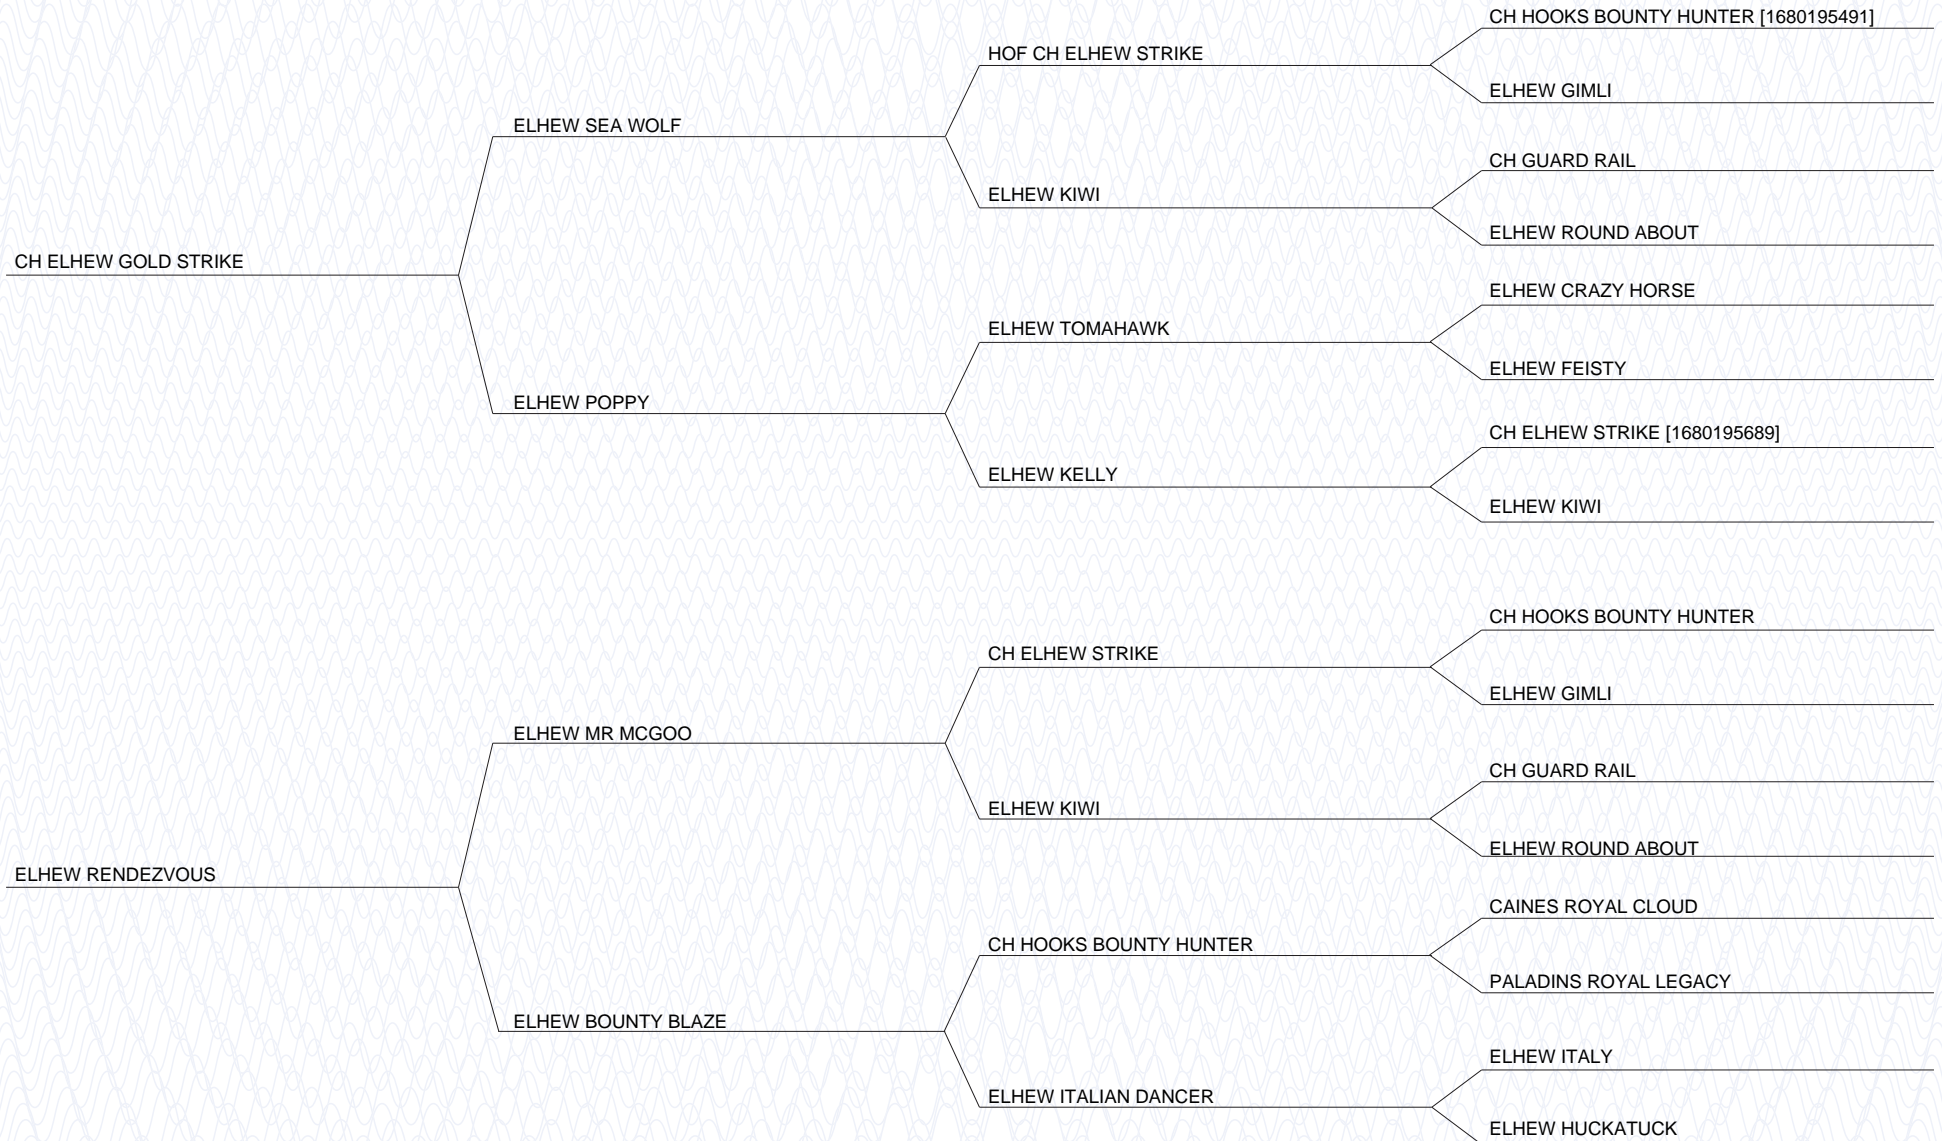 CH HOOKS BOUNTY HUNTER [1680195491]
HOF CH ELHEW STRIKE
ELHEW GIMLI
ELHEW SEA WOLF
CH GUARD RAIL
ELHEW KIWI
ELHEW ROUND ABOUT
CH ELHEW GOLD STRIKE
ELHEW CRAZY HORSE
ELHEW TOMAHAWK
ELHEW FEISTY
ELHEW POPPY
CH ELHEW STRIKE [1680195689]
ELHEW KELLY
ELHEW KIWI
CH HOOKS BOUNTY HUNTER
CH ELHEW STRIKE
ELHEW GIMLI
ELHEW MR MCGOO
CH GUARD RAIL
ELHEW KIWI
ELHEW ROUND ABOUT
ELHEW RENDEZVOUS
CAINES ROYAL CLOUD
CH HOOKS BOUNTY HUNTER
PALADINS ROYAL LEGACY
ELHEW BOUNTY BLAZE
ELHEW ITALY
ELHEW ITALIAN DANCER
ELHEW HUCKATUCK